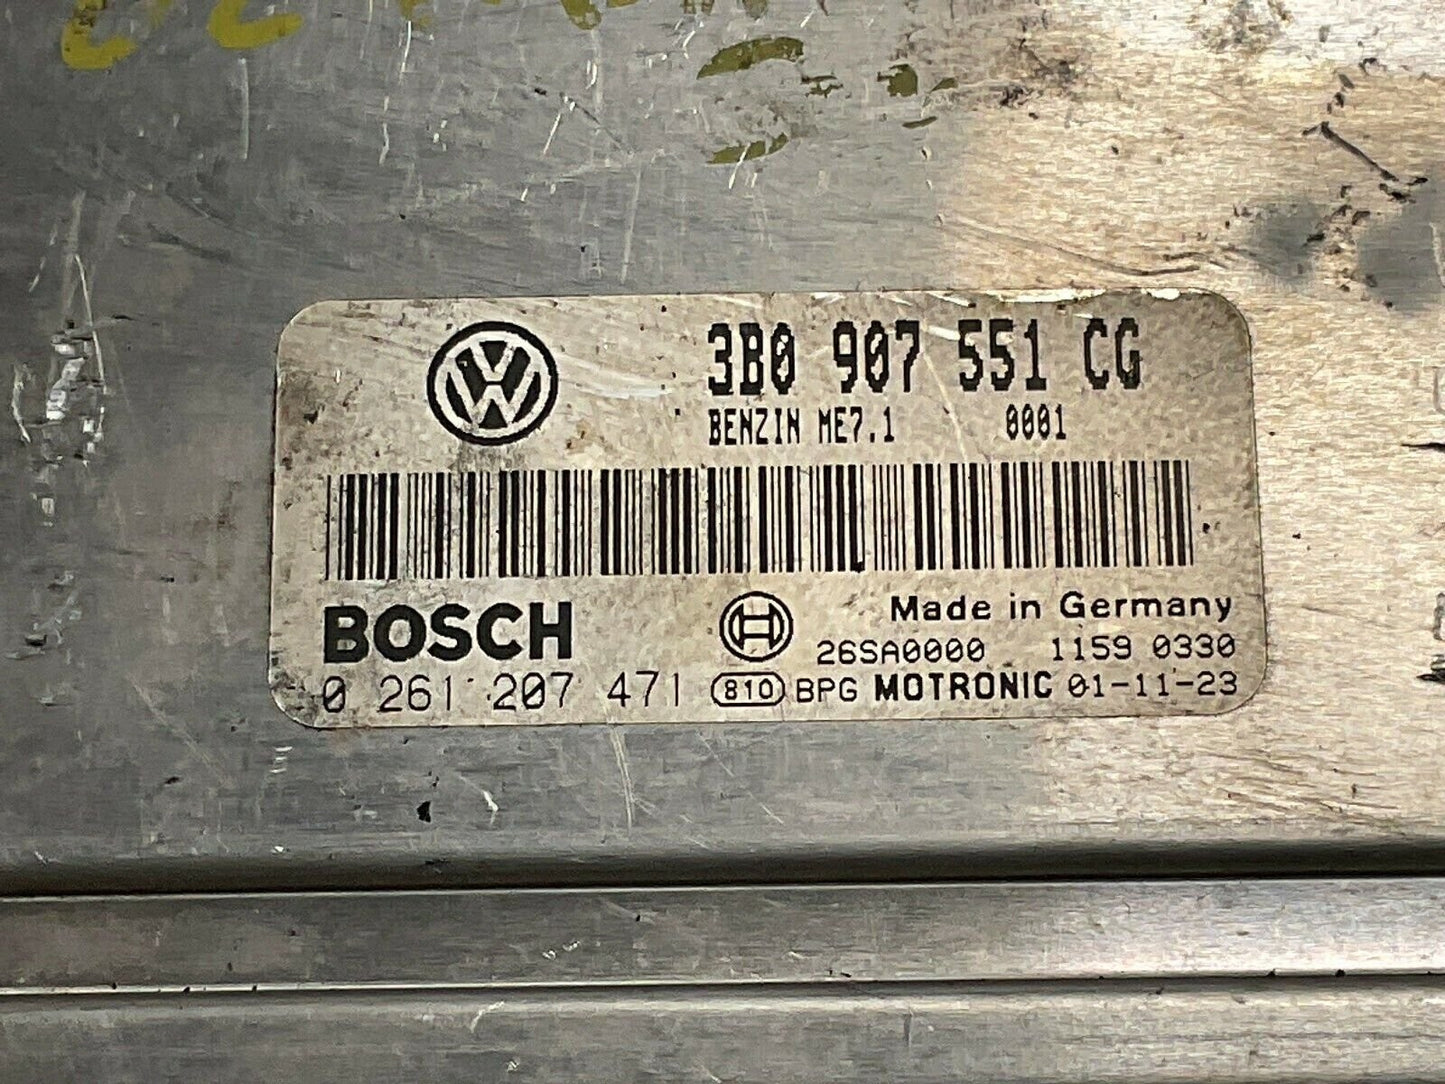 3B0 907 551 CG
BENZIN ME7.1 0001
BOSCH
Made in Germany
26SA0000 1159 0330
0 261 207 471 810 BPG MOTRONIC 01-11-23